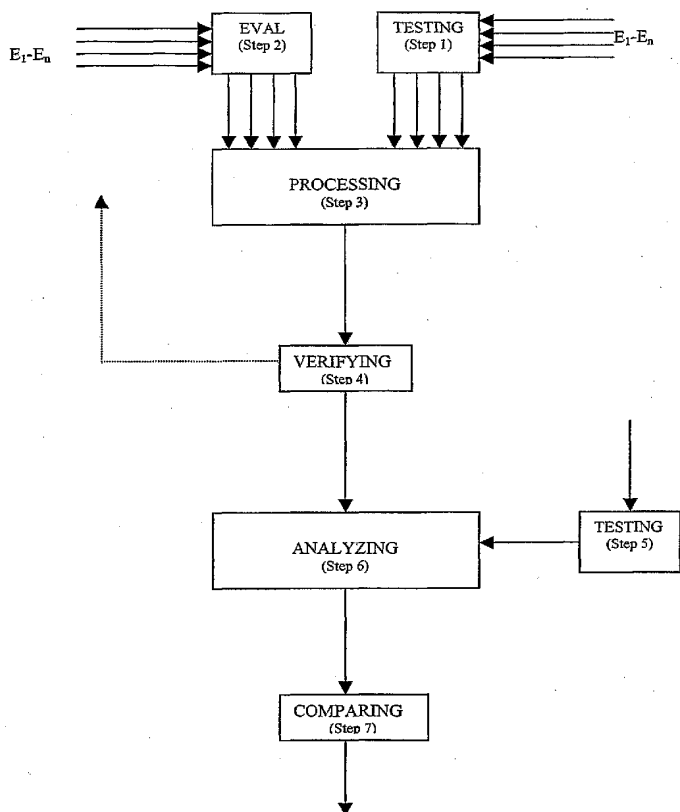 EVAL
(Step 2)
TESTING
(Step 1)
E₁-Eₙ
E₁-Eₙ
PROCESSING
(Step 3)
VERIFYING
(Step 4)
TESTING
(Step 5)
ANALYZING
(Step 6)
COMPARING
(Step 7)